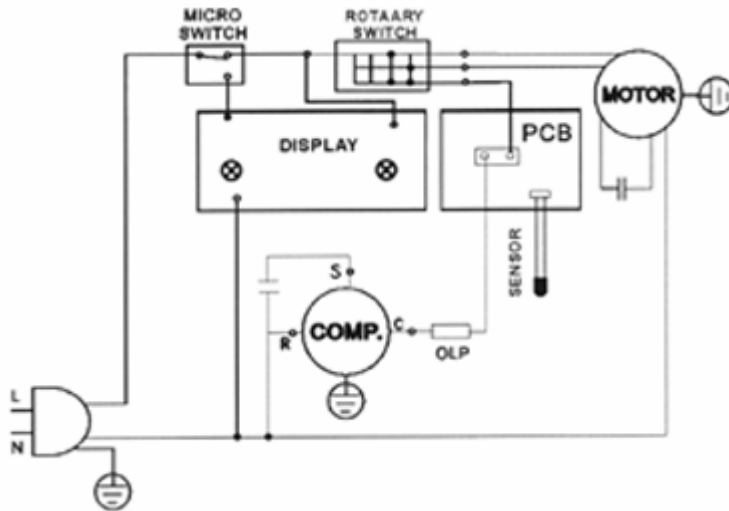 MICRO
SWITCH
ROTAARY
SWITCH
MOTOR
DISPLAY
PCB
SENSOR
S
COMP.
R
C
OLP
L
N